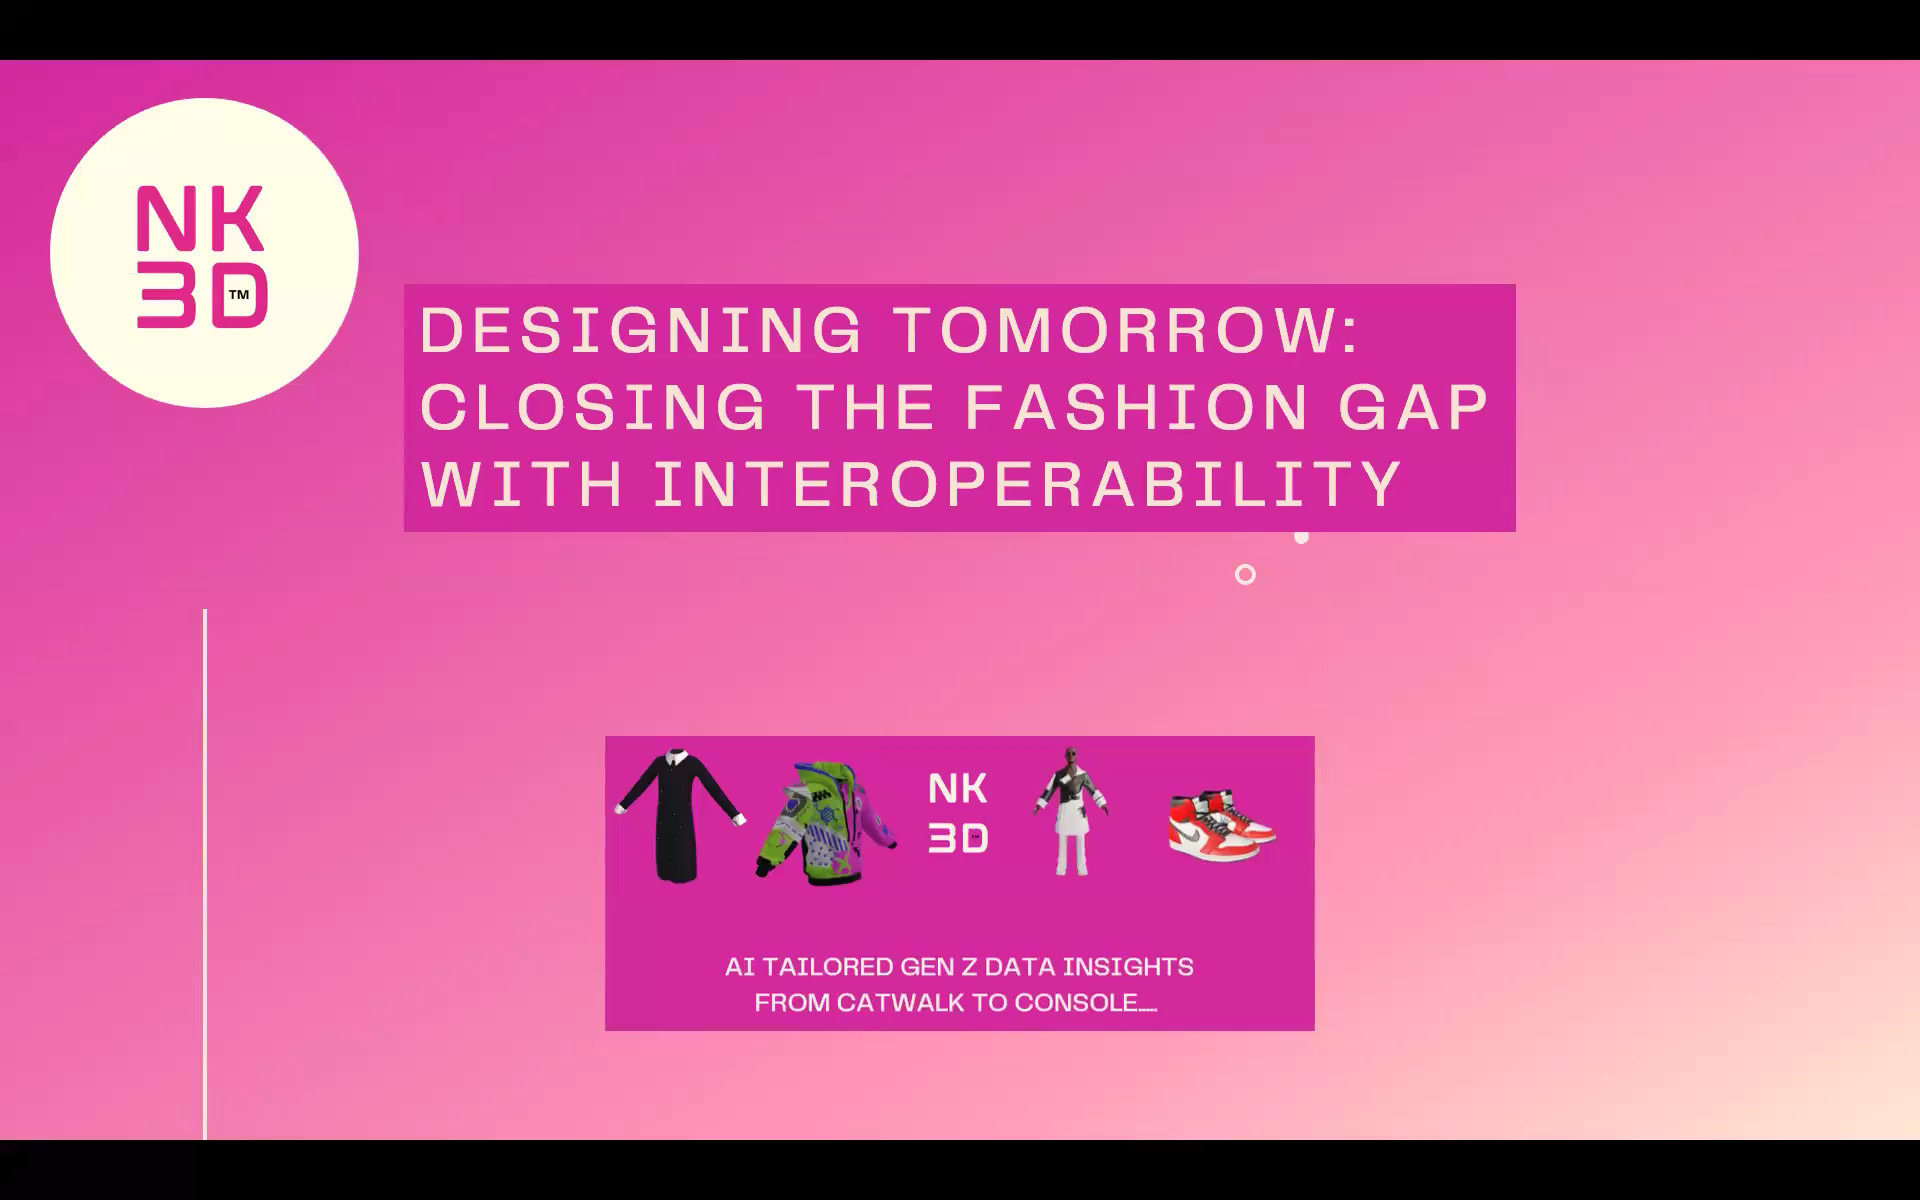 NK
3D
™
DESIGNING TOMORROW:
CLOSING THE FASHION GAP
WITH INTEROPERABILITY
NK
3D
AI TAILORED GEN Z DATA INSIGHTS
FROM CATWALK TO CONSOLE....